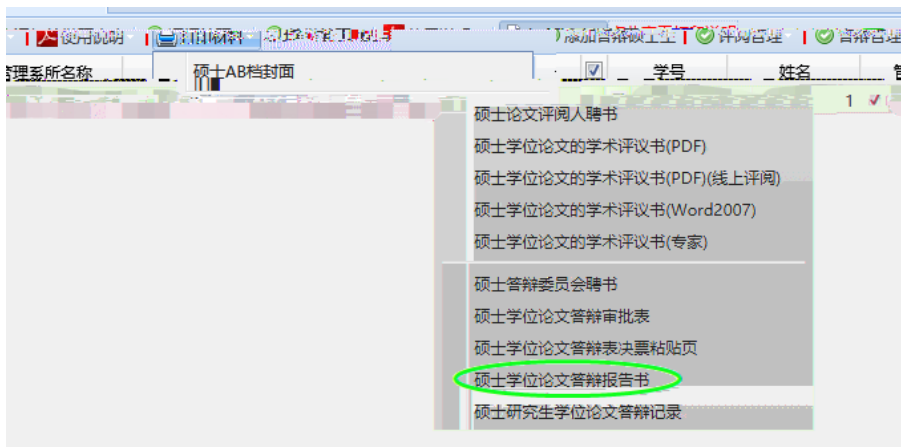 使用说明
添加答辩硕士生
评阅管理
答辩管理
管理系所名称
硕士AB档封面
学号
姓名
1
硕士论文评阅人聘书
硕士学位论文的学术评议书(PDF)
硕士学位论文的学术评议书(PDF)(线上评阅)
硕士学位论文的学术评议书(Word2007)
硕士学位论文的学术评议书(专家)
硕士答辩委员会聘书
硕士学位论文答辩审批表
硕士学位论文答辩表决票粘贴页
硕士学位论文答辩报告书
硕士研究生学位论文答辩记录